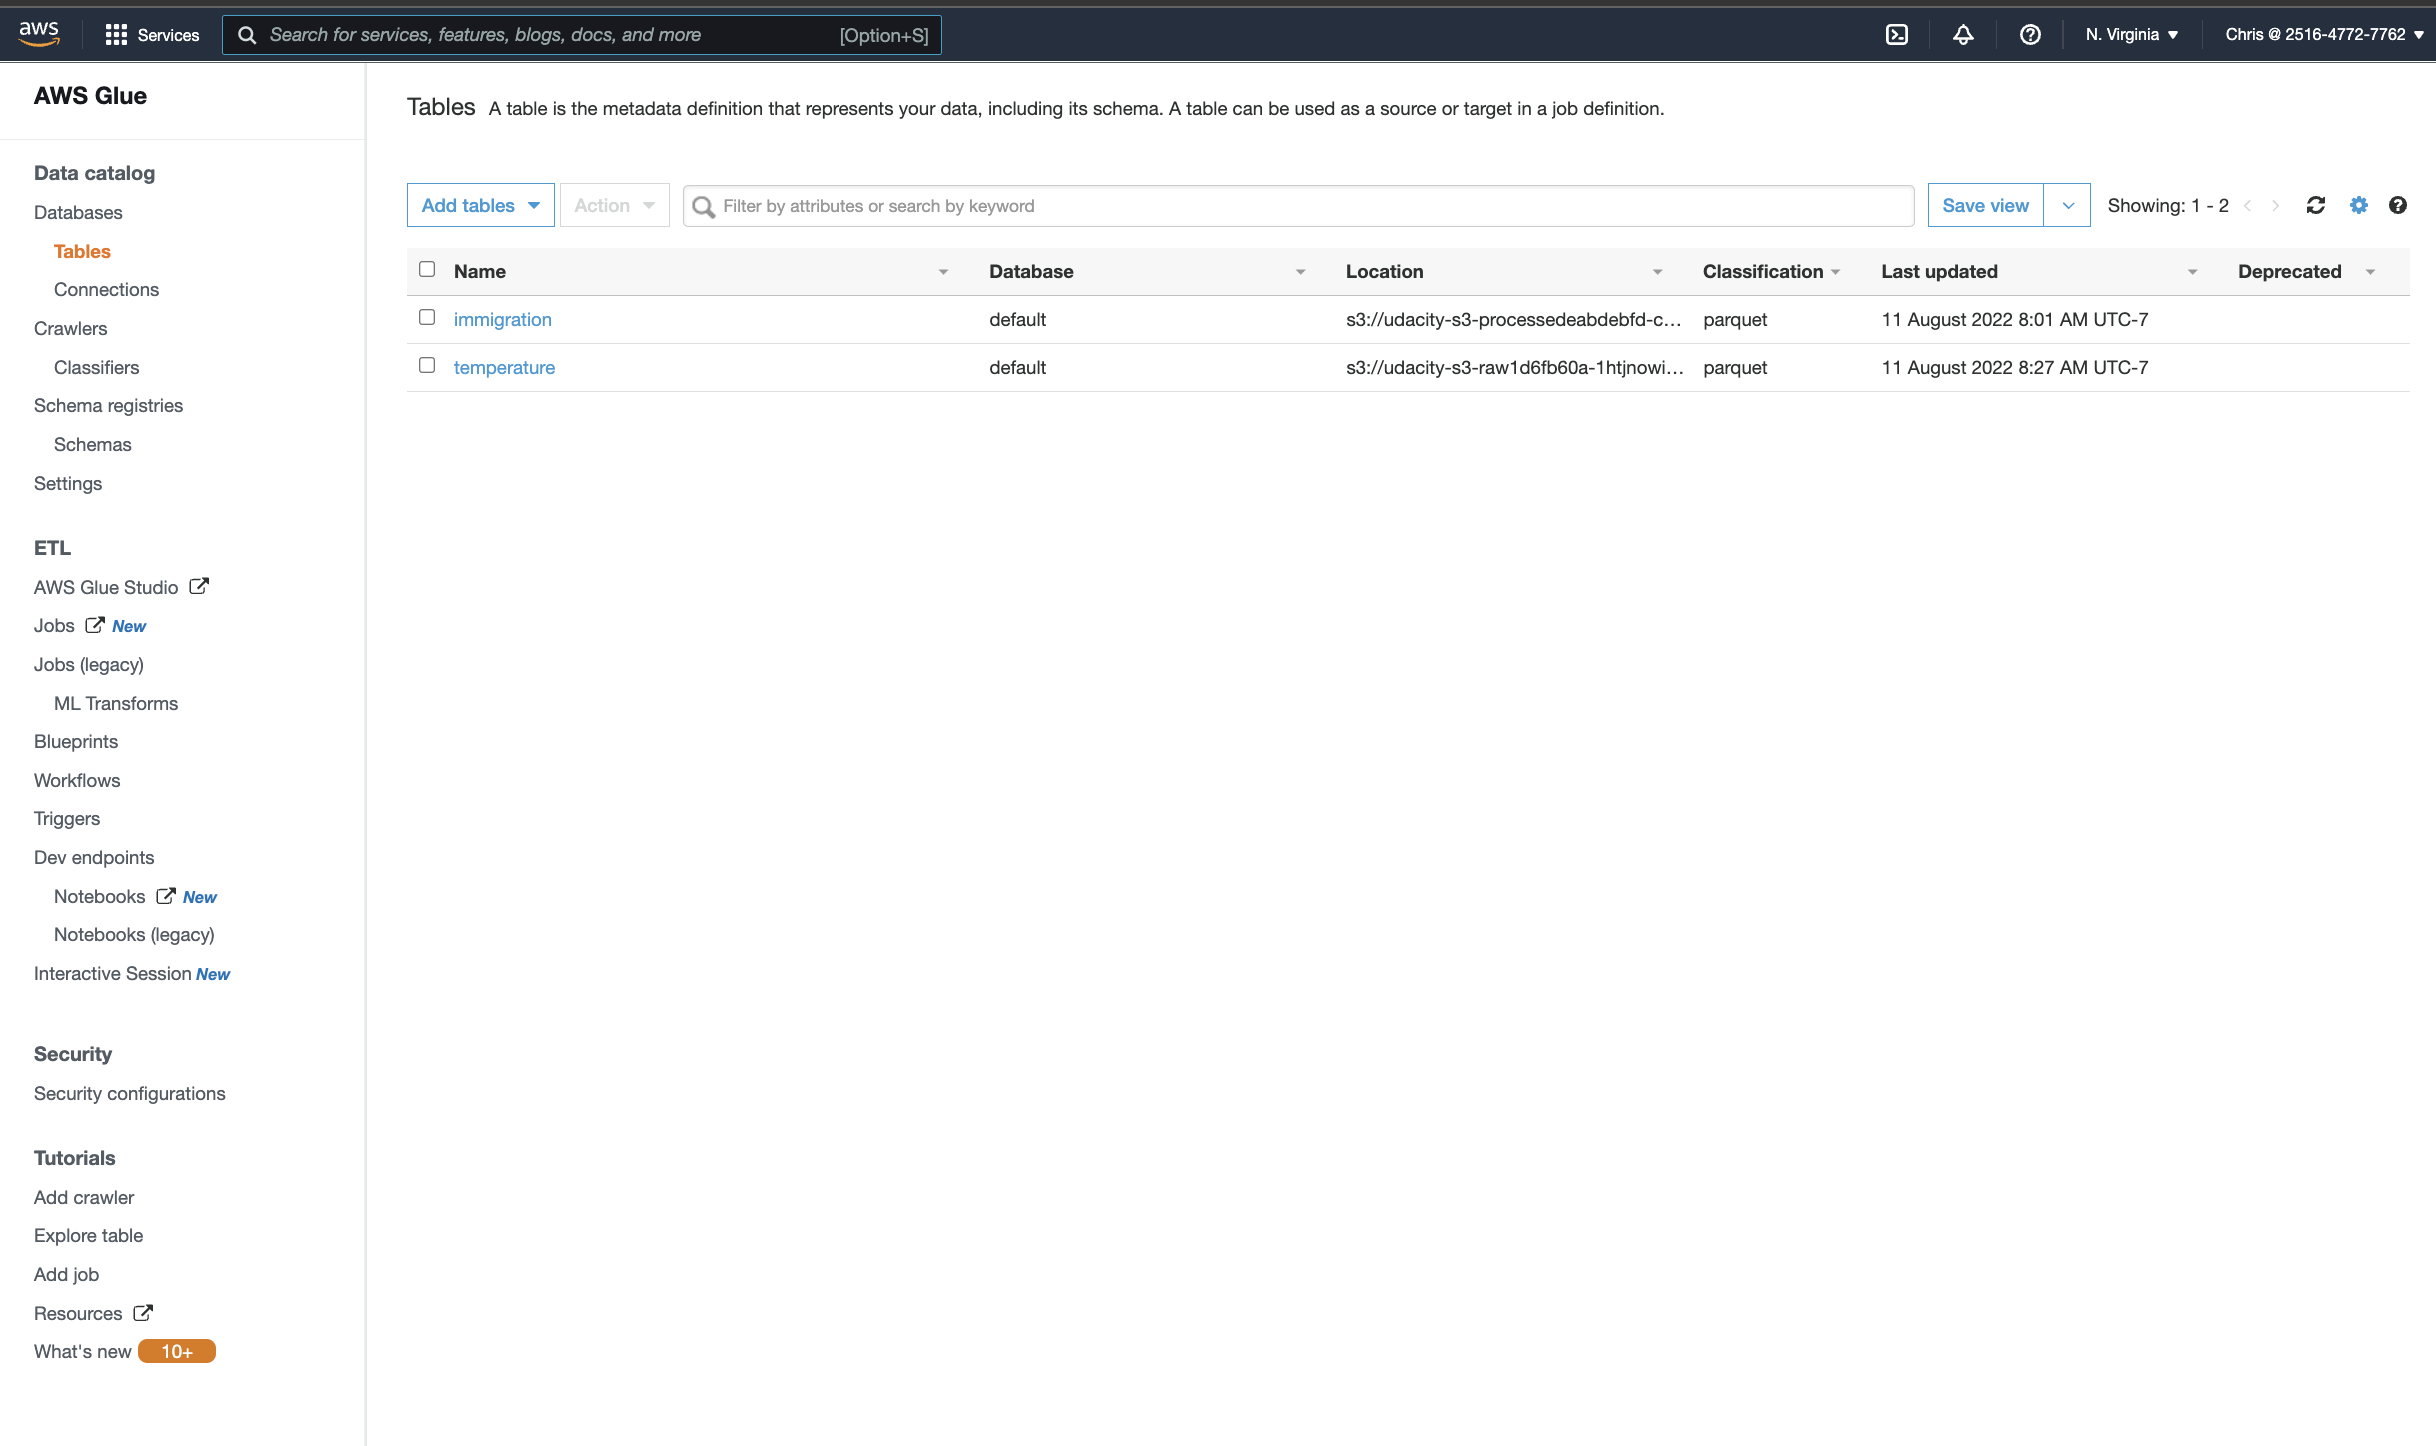 aws
Services
Search for services, features, blogs, docs, and more [Option+S]
N. Virginia
Chris @ 2516-4772-7762
AWS Glue
Data catalog
Databases
Tables
Connections
Crawlers
Classifiers
Schema registries
Schemas
Settings
ETL
AWS Glue Studio
Jobs New
Jobs (legacy)
ML Transforms
Blueprints
Workflows
Triggers
Dev endpoints
Notebooks New
Notebooks (legacy)
Interactive Session New
Security
Security configurations
Tutorials
Add crawler
Explore table
Add job
Resources
What's new 10+
Tables A table is the metadata definition that represents your data, including its schema. A table can be used as a source or target in a job definition.
Add tables Action Filter by attributes or search by keyword Save view Showing: 1 - 2
Name Database Location Classification Last updated Deprecated
immigration default s3://udacity-s3-processedeabdebfd-c... parquet 11 August 2022 8:01 AM UTC-7
temperature default s3://udacity-s3-raw1d6fb60a-1htjnowi... parquet 11 August 2022 8:27 AM UTC-7